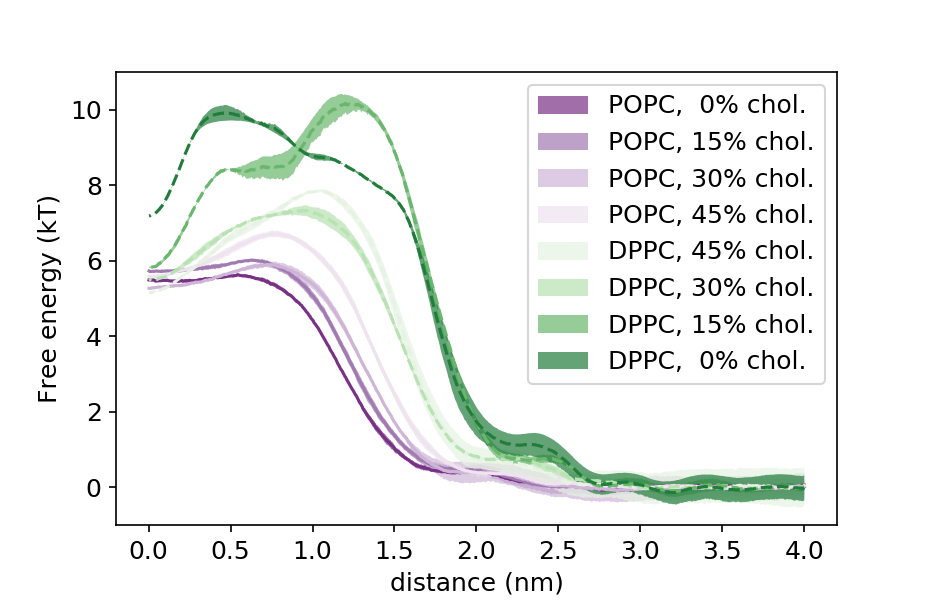 10
8
6
4
2
0
Free energy (kT)
POPC,  0% chol.
POPC, 15% chol.
POPC, 30% chol.
POPC, 45% chol.
DPPC, 45% chol.
DPPC, 30% chol.
DPPC, 15% chol.
DPPC,  0% chol.
0.0 0.5 1.0 1.5 2.0 2.5 3.0 3.5 4.0
distance (nm)